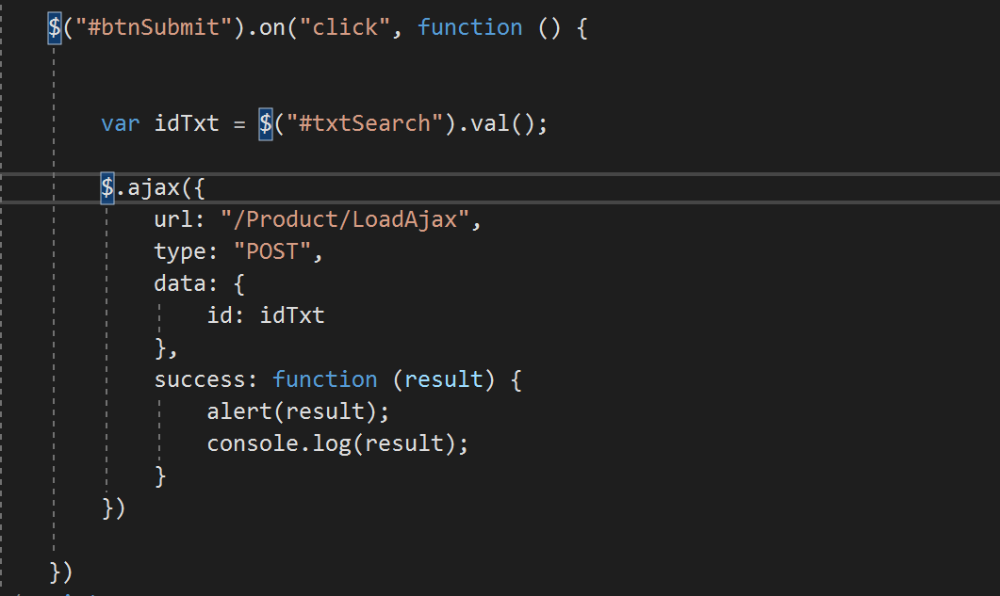 $("#btnSubmit").on("click", function () {
var idTxt = $("#txtSearch").val();
$.ajax({
url: "/Product/LoadAjax",
type: "POST",
data: {
id: idTxt
},
success: function (result) {
alert(result);
console.log(result);
}
})
})